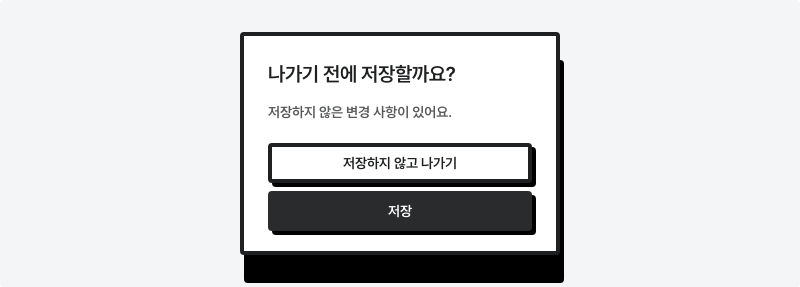 나가기 전에 저장할까요?
저장하지 않은 변경 사항이 있어요.
저장하지 않고 나가기
저장